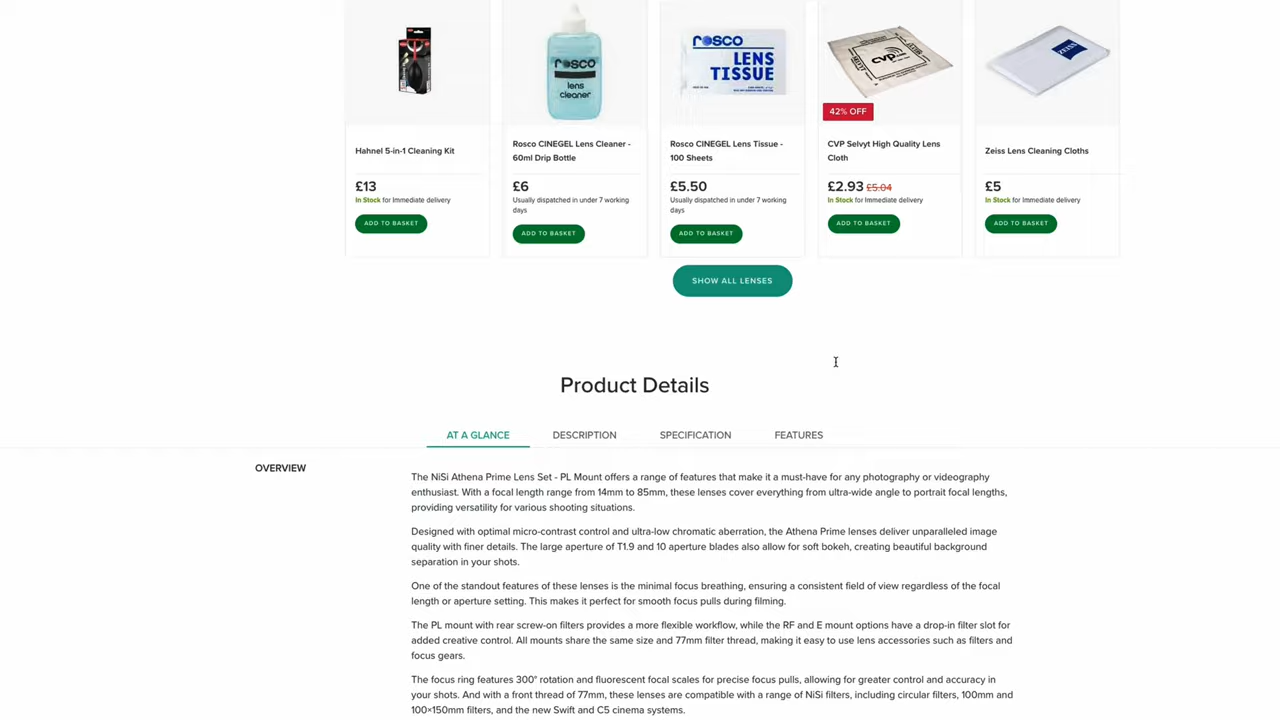 rosco
lens
cleaner
rosco
LENS
TISSUE
cvp
ZEISS
42% OFF
Hahnel 5-in-1 Cleaning Kit
Rosco CINEGEL Lens Cleaner -
60ml Drip Bottle
Rosco CINEGEL Lens Tissue -
100 Sheets
CVP Selvyt High Quality Lens
Cloth
Zeiss Lens Cleaning Cloths
£13
£6
£5.50
£2.93 £5.04
£5
In Stock for Immediate delivery
Usually dispatched in under 7 working
days
Usually dispatched in under 7 working
days
In Stock for Immediate delivery
In Stock for Immediate delivery
ADD TO BASKET
ADD TO BASKET
ADD TO BASKET
ADD TO BASKET
ADD TO BASKET
SHOW ALL LENSES
Product Details
AT A GLANCE
DESCRIPTION
SPECIFICATION
FEATURES
OVERVIEW
The NiSi Athena Prime Lens Set - PL Mount offers a range of features that make it a must-have for any photography or videography
enthusiast. With a focal length range from 14mm to 85mm, these lenses cover everything from ultra-wide angle to portrait focal lengths,
providing versatility for various shooting situations.
Designed with optimal micro-contrast control and ultra-low chromatic aberration, the Athena Prime lenses deliver unparalleled image
quality with finer details. The large aperture of T1.9 and 10 aperture blades also allow for soft bokeh, creating beautiful background
separation in your shots.
One of the standout features of these lenses is the minimal focus breathing, ensuring a consistent field of view regardless of the focal
length or aperture setting. This makes it perfect for smooth focus pulls during filming.
The PL mount with rear screw-on filters provides a more flexible workflow, while the RF and E mount options have a drop-in filter slot for
added creative control. All mounts share the same size and 77mm filter thread, making it easy to use lens accessories such as filters and
focus gears.
The focus ring features 300° rotation and fluorescent focal scales for precise focus pulls, allowing for greater control and accuracy in
your shots. And with a front thread of 77mm, these lenses are compatible with a range of NiSi filters, including circular filters, 100mm and
100×150mm filters, and the new Swift and C5 cinema systems.